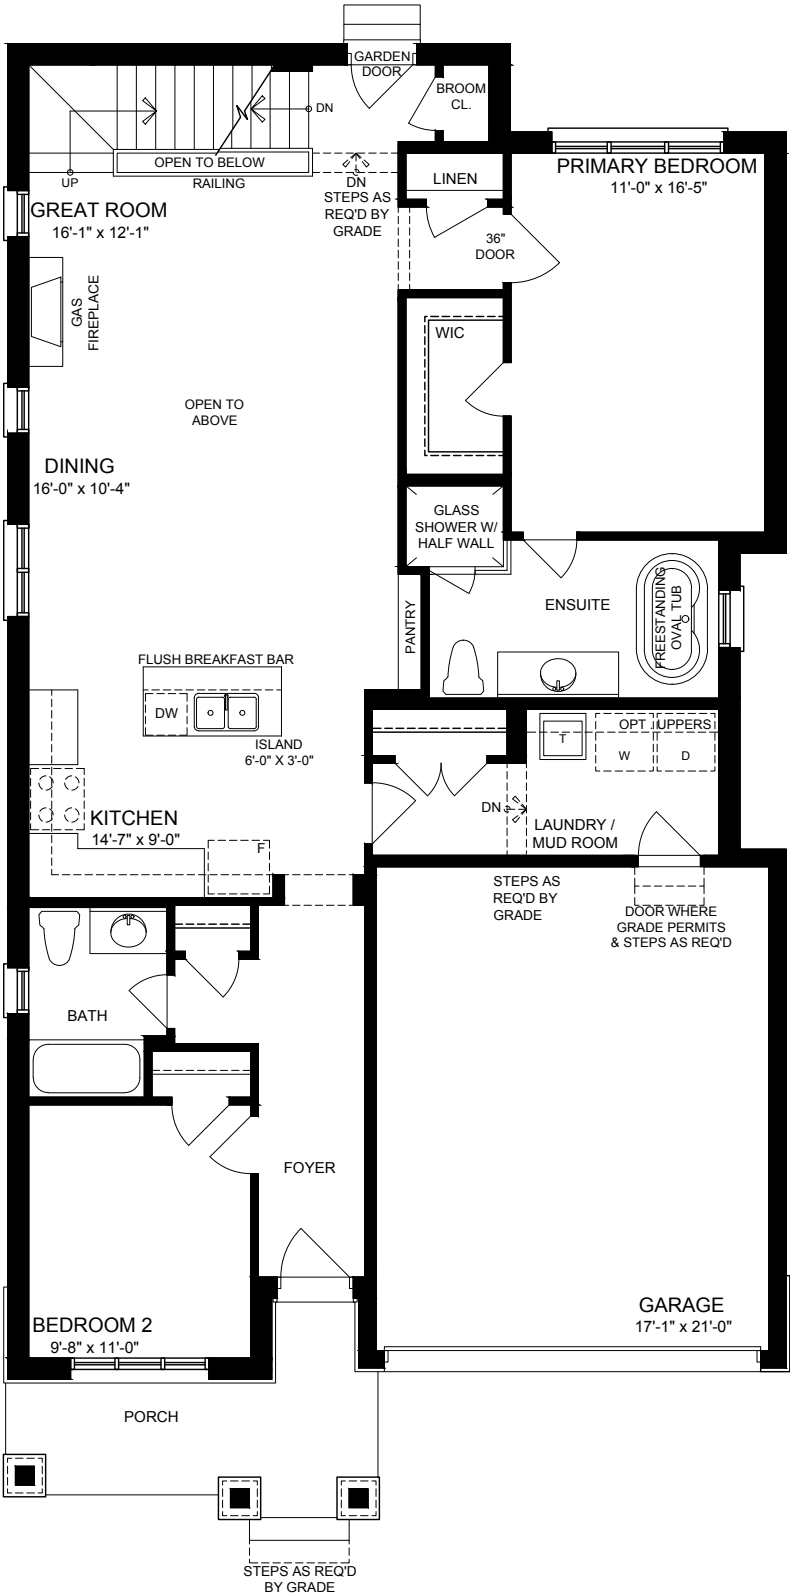 GARDEN
DOOR
BROOM
CL.
DN
OPEN TO BELOW
UP
RAILING
DN
STEPS AS
REQ'D BY
GRADE
LINEN
PRIMARY BEDROOM
11'-0" x 16'-5"
GREAT ROOM
16'-1" x 12'-1"
36"
DOOR
GAS
FIREPLACE
WIC
OPEN TO
ABOVE
DINING
16'-0" x 10'-4"
GLASS
SHOWER W/
HALF WALL
PANTRY
ENSUITE
FREESTANDING
OVAL TUB
FLUSH BREAKFAST BAR
DW
ISLAND
6'-0" X 3'-0"
T
OPT UPPERS
W
D
KITCHEN
14'-7" x 9'-0"
F
DN
LAUNDRY /
MUD ROOM
STEPS AS
REQ'D BY
GRADE
DOOR WHERE
GRADE PERMITS
& STEPS AS REQ'D
BATH
FOYER
BEDROOM 2
9'-8" x 11'-0"
GARAGE
17'-1" x 21'-0"
PORCH
STEPS AS REQ'D
BY GRADE